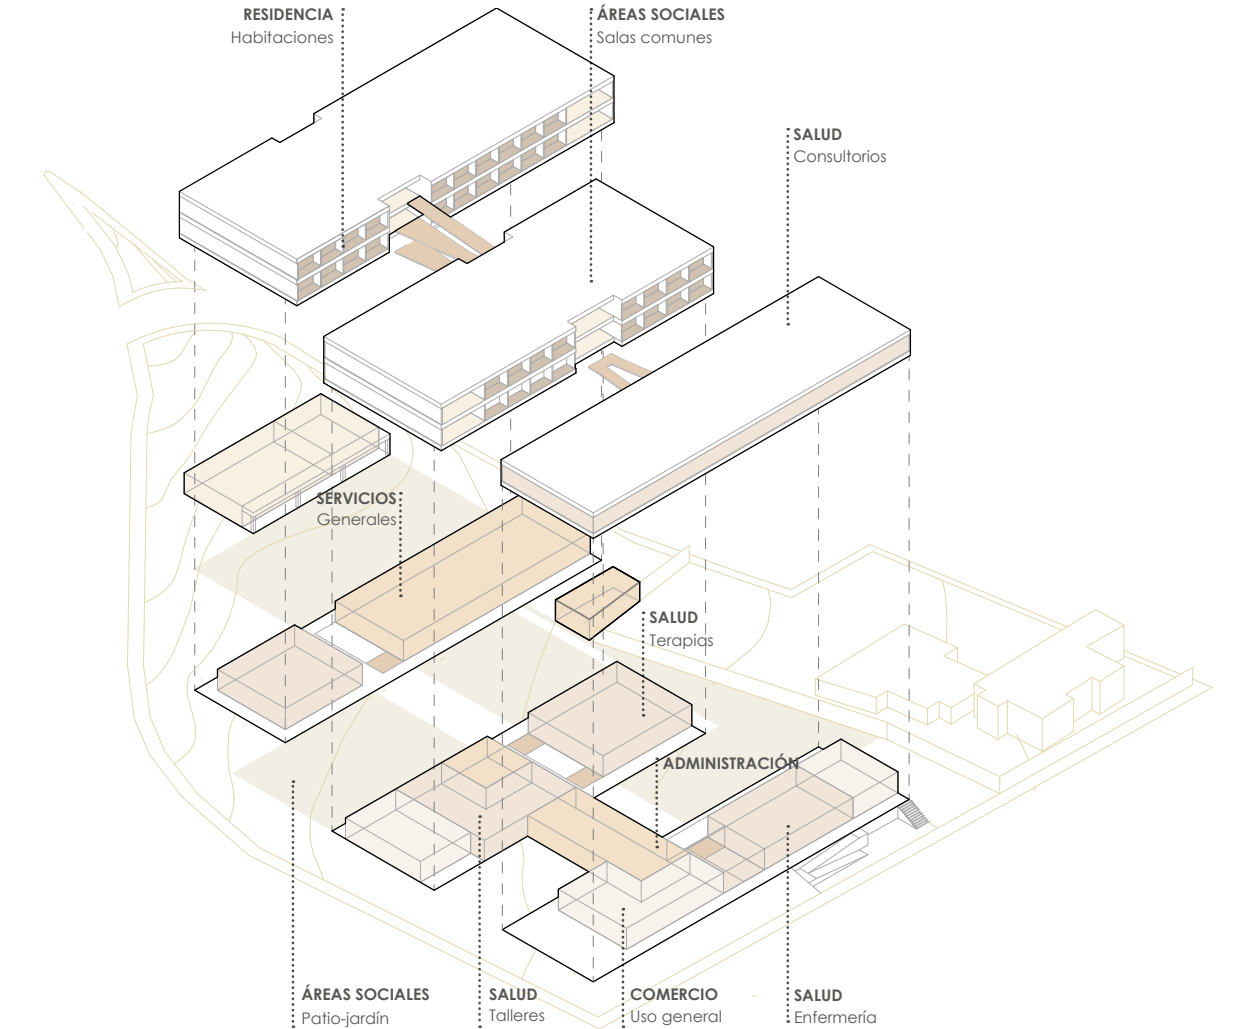 RESIDENCIA
Habitaciones
ÁREAS SOCIALES
Salas comunes
SALUD
Consultorios
SERVICIOS
Generales
SALUD
Terapias
ADMINISTRACIÓN
ÁREAS SOCIALES
Patio-jardín
SALUD
Talleres
COMERCIO
Uso general
SALUD
Enfermería